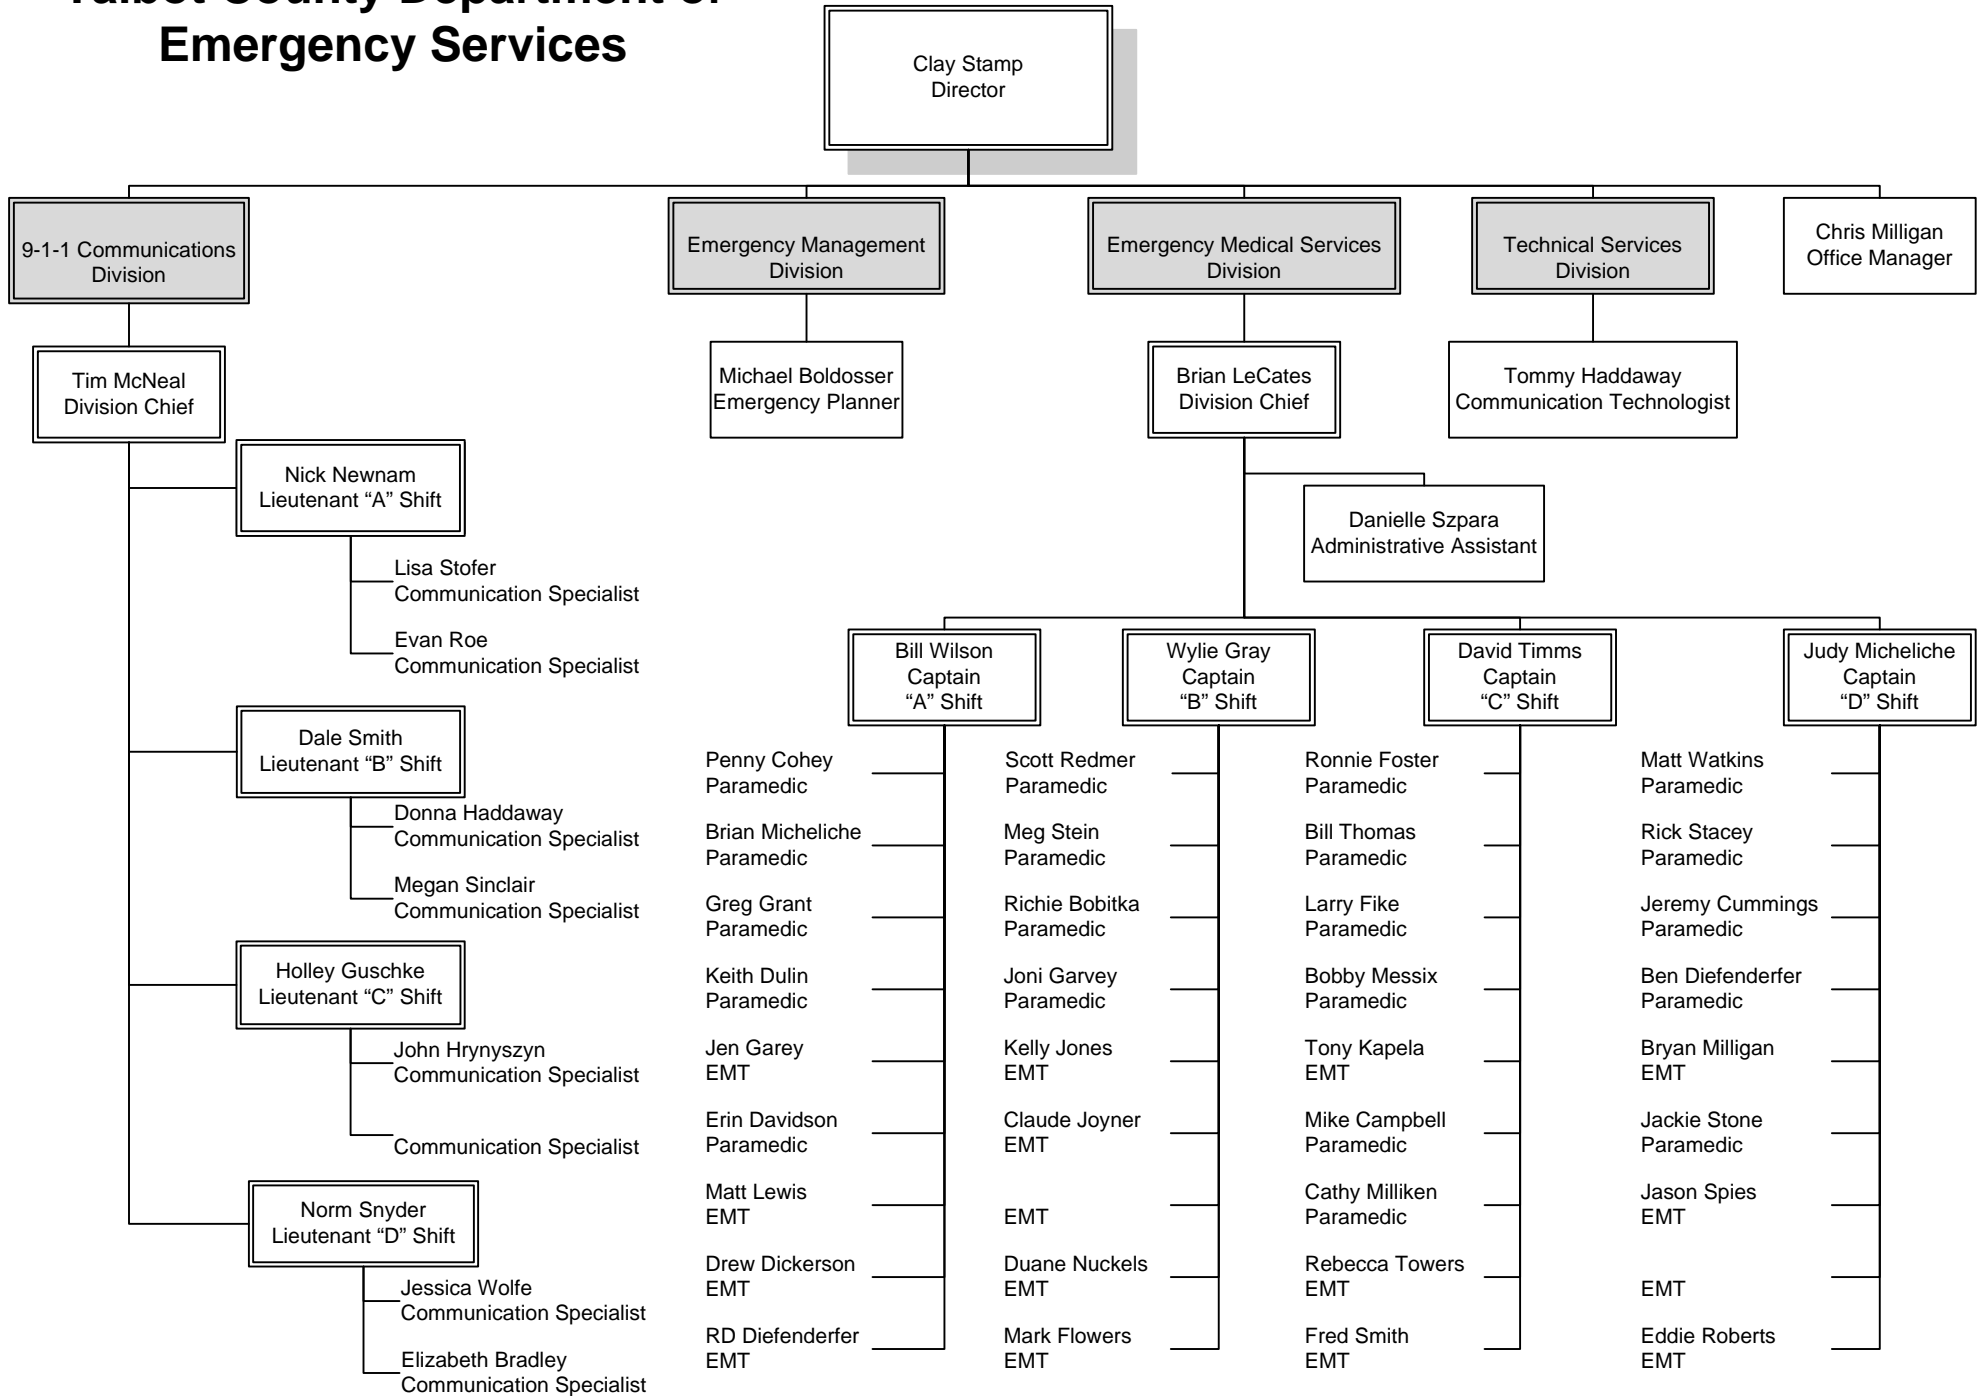 Talbot County Department of
Emergency Services
Clay Stamp
Director
9-1-1 Communications
Division
Emergency Management
Division
Emergency Medical Services
Division
Technical Services
Division
Chris Milligan
Office Manager
Tim McNeal
Division Chief
Michael Boldosser
Emergency Planner
Brian LeCates
Division Chief
Tommy Haddaway
Communication Technologist
Nick Newnam
Lieutenant “A” Shift
Lisa Stofer
Communication Specialist
Evan Roe
Communication Specialist
Dale Smith
Lieutenant “B” Shift
Donna Haddaway
Communication Specialist
Megan Sinclair
Communication Specialist
Holley Guschke
Lieutenant “C” Shift
John Hrynyszyn
Communication Specialist
Communication Specialist
Norm Snyder
Lieutenant “D” Shift
Jessica Wolfe
Communication Specialist
Elizabeth Bradley
Communication Specialist
Danielle Szpara
Administrative Assistant
Bill Wilson
Captain
“A” Shift
Penny Cohey
Paramedic
Brian Micheliche
Paramedic
Greg Grant
Paramedic
Keith Dulin
Paramedic
Jen Garey
EMT
Erin Davidson
Paramedic
Matt Lewis
EMT
Drew Dickerson
EMT
RD Diefenderfer
EMT
Wylie Gray
Captain
“B” Shift
Scott Redmer
Paramedic
Meg Stein
Paramedic
Richie Bobitka
Paramedic
Joni Garvey
Paramedic
Kelly Jones
EMT
Claude Joyner
EMT
EMT
Duane Nuckels
EMT
Mark Flowers
EMT
David Timms
Captain
“C” Shift
Ronnie Foster
Paramedic
Bill Thomas
Paramedic
Larry Fike
Paramedic
Bobby Messix
Paramedic
Tony Kapela
EMT
Mike Campbell
Paramedic
Cathy Milliken
Paramedic
Rebecca Towers
EMT
Fred Smith
EMT
Judy Micheliche
Captain
“D” Shift
Matt Watkins
Paramedic
Rick Stacey
Paramedic
Jeremy Cummings
Paramedic
Ben Diefenderfer
Paramedic
Bryan Milligan
EMT
Jackie Stone
Paramedic
Jason Spies
EMT
EMT
Eddie Roberts
EMT